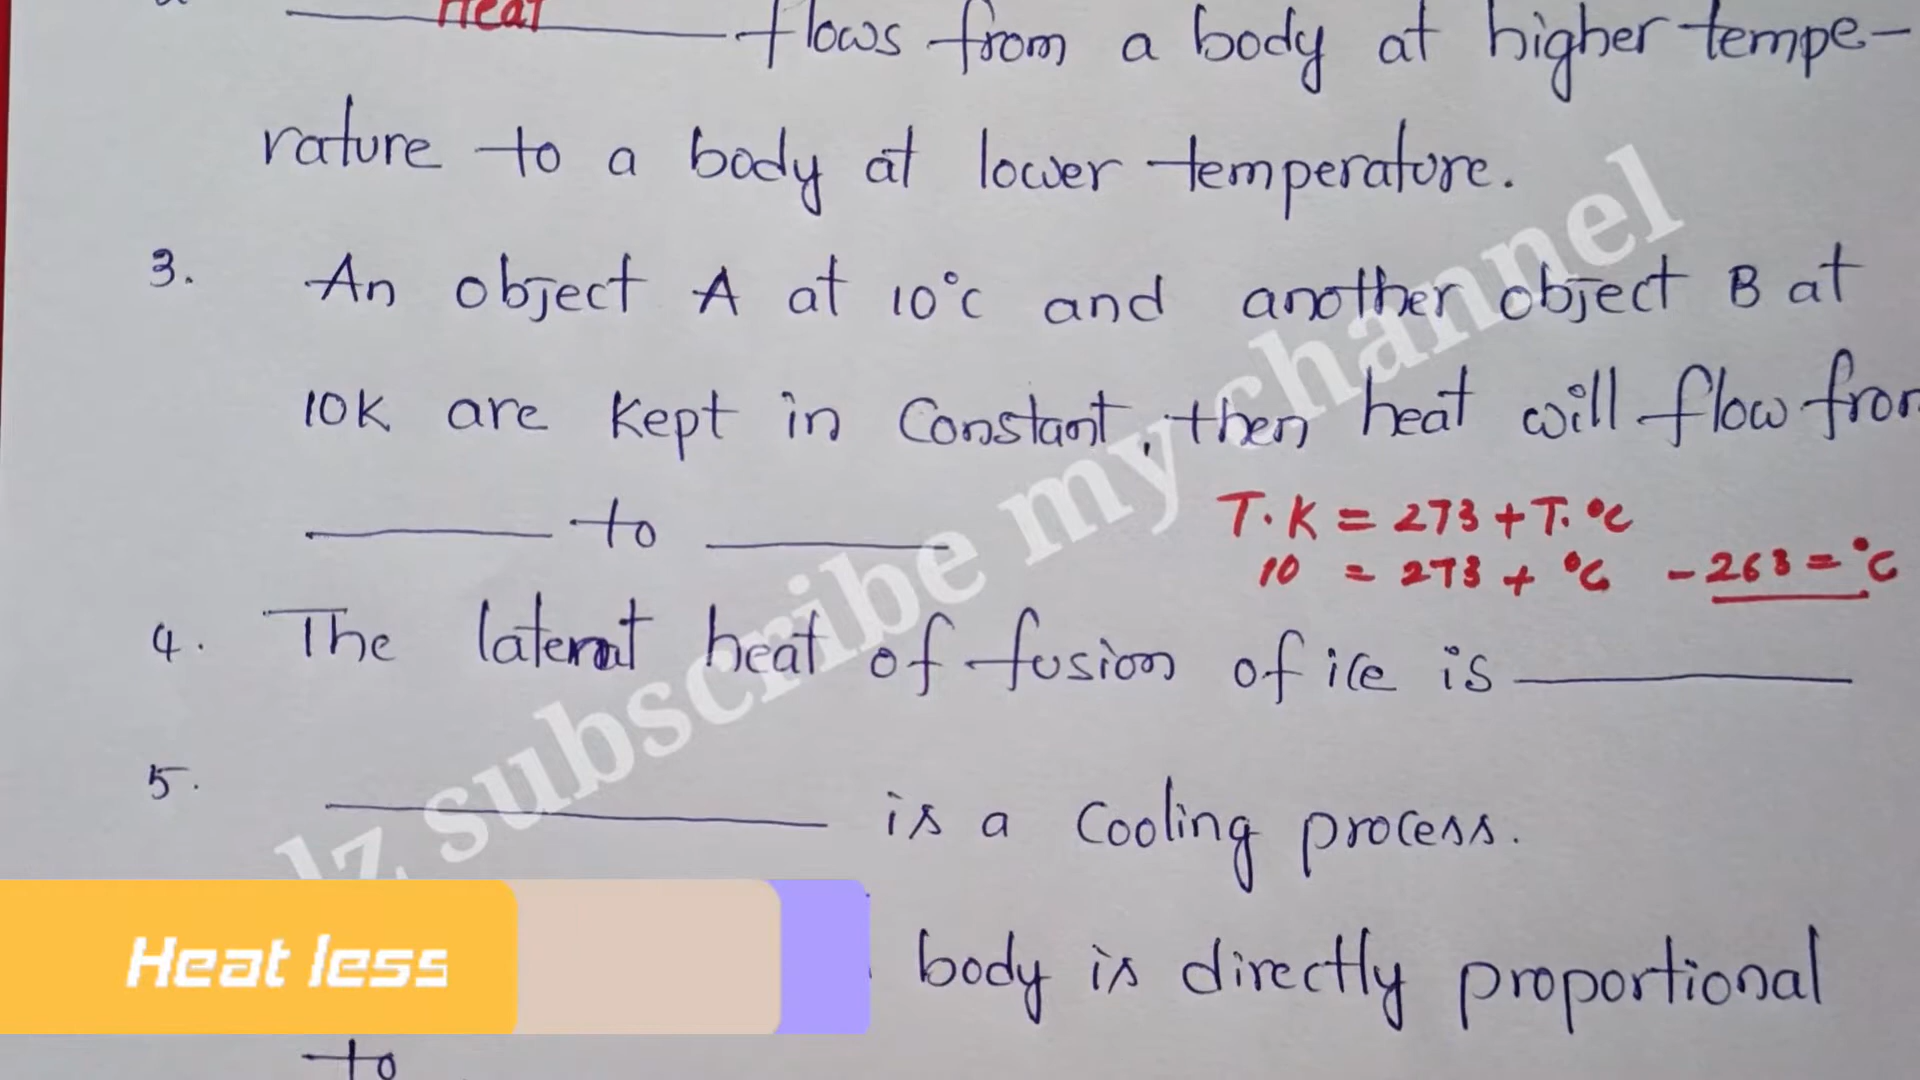 Heat flows from a body at higher tempe-
rature to a body at lower temperature.
3. An object A at 10°C and another object B at
10K are kept in Constant, then heat will flow from
to
T.K = 273 + T.°C
10 = 273 + °C -263 = °C
4. The latent heat of fusion of ice is
5. is a cooling process.
body is directly proportional
to
subscribe my channel
Heat less